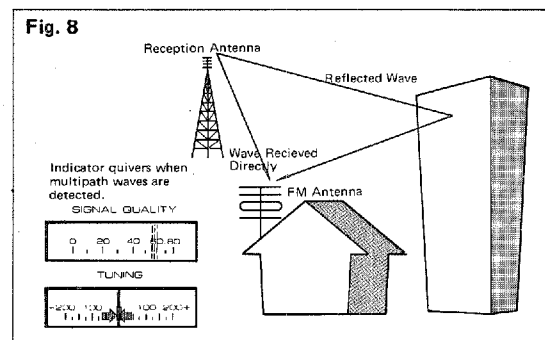 Fig. 8
Reception Antenna
Reflected Wave
Wave Recieved
Directly
FM Antenna
Indicator quivers when
multipath waves are
detected.
SIGNAL QUALITY
0 20 40 60 80
TUNING
-200 100 100 200+